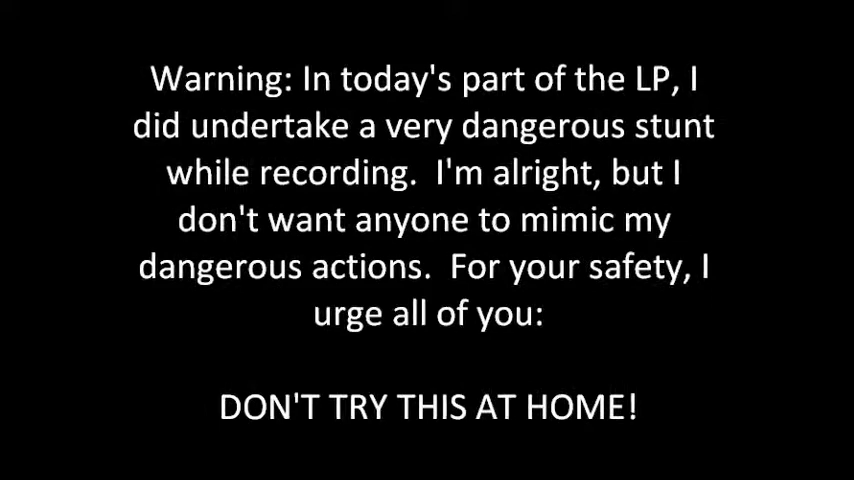 Warning: In today's part of the LP, I
did undertake a very dangerous stunt
while recording.  I'm alright, but I
don't want anyone to mimic my
dangerous actions.  For your safety, I
urge all of you:
DON'T TRY THIS AT HOME!